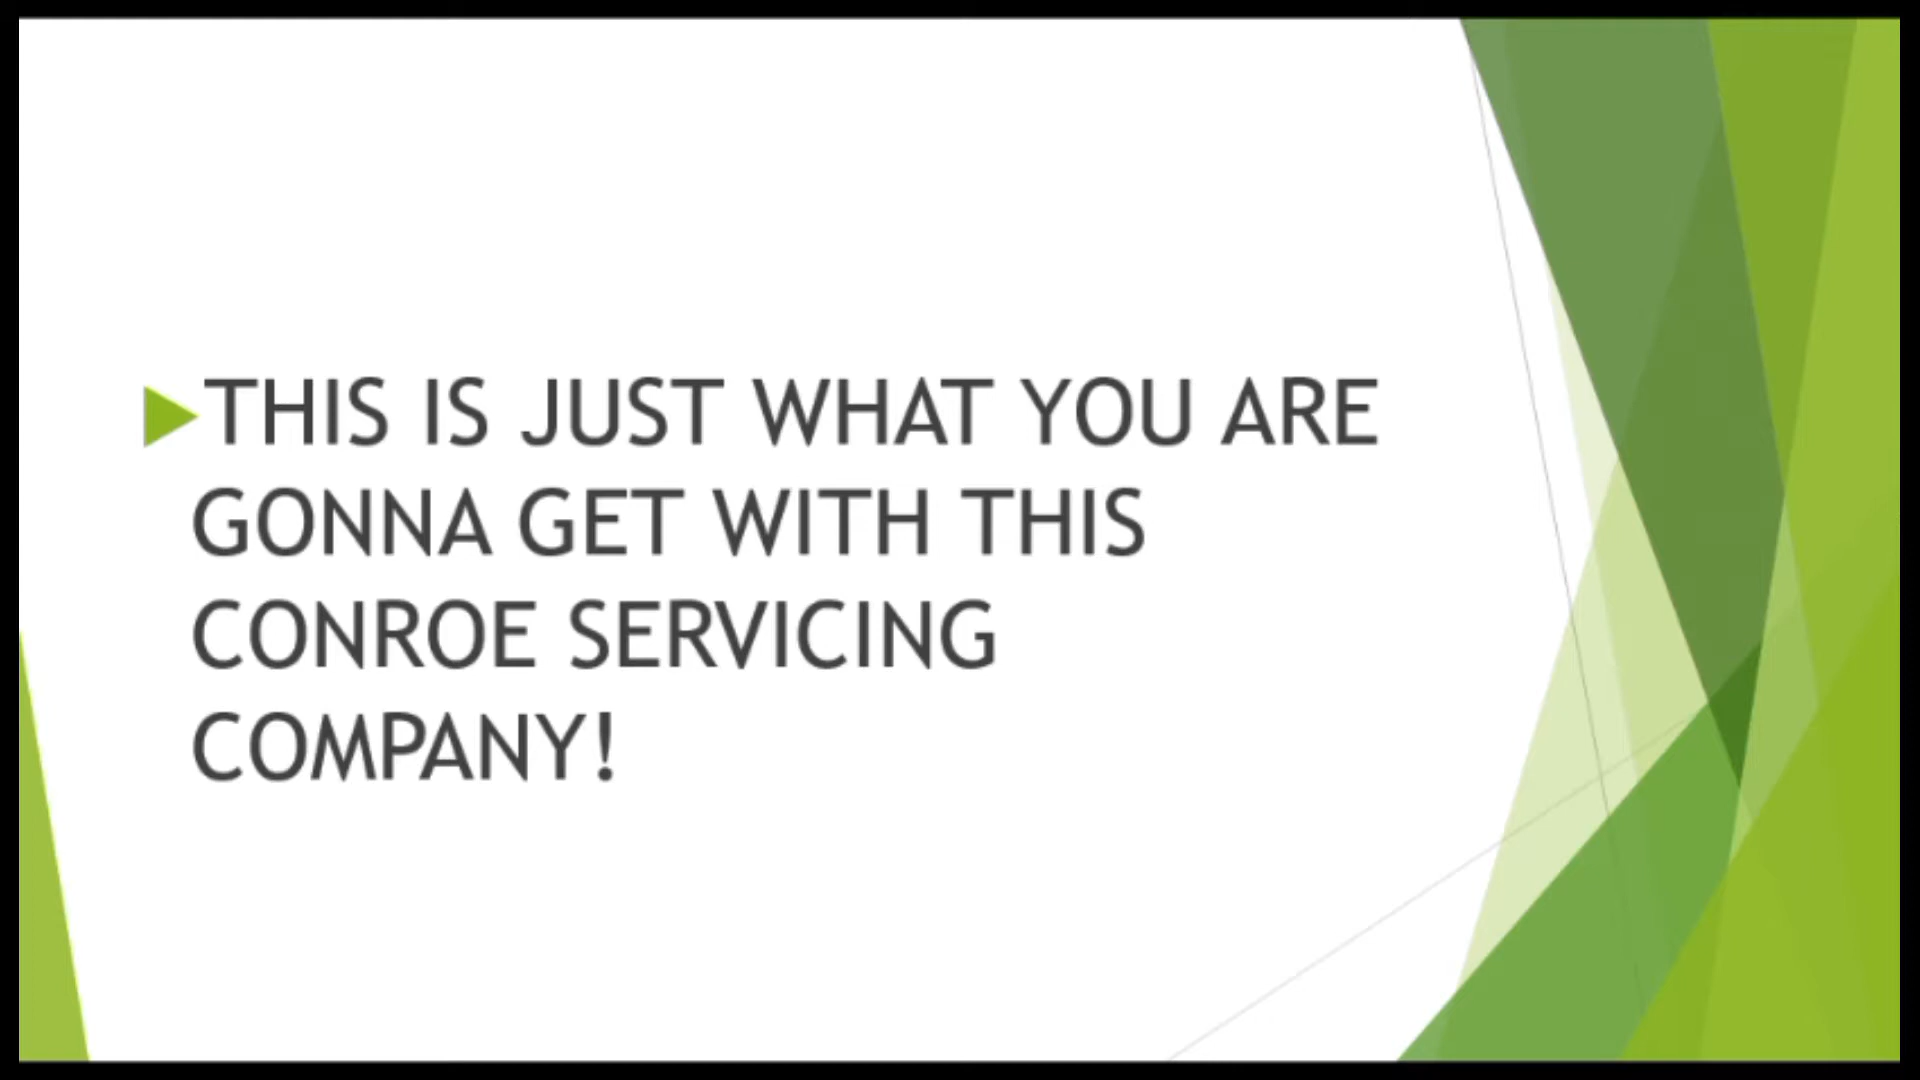 THIS IS JUST WHAT YOU ARE
GONNA GET WITH THIS
CONROE SERVICING
COMPANY!